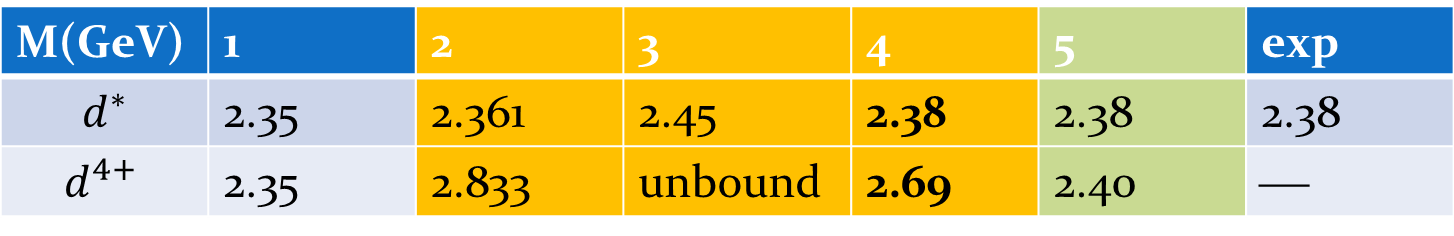 M(GeV) 1 2 3 4 5 exp
d* 2.35 2.361 2.45 2.38 2.38 2.38
d⁴⁺ 2.35 2.833 unbound 2.69 2.40 —